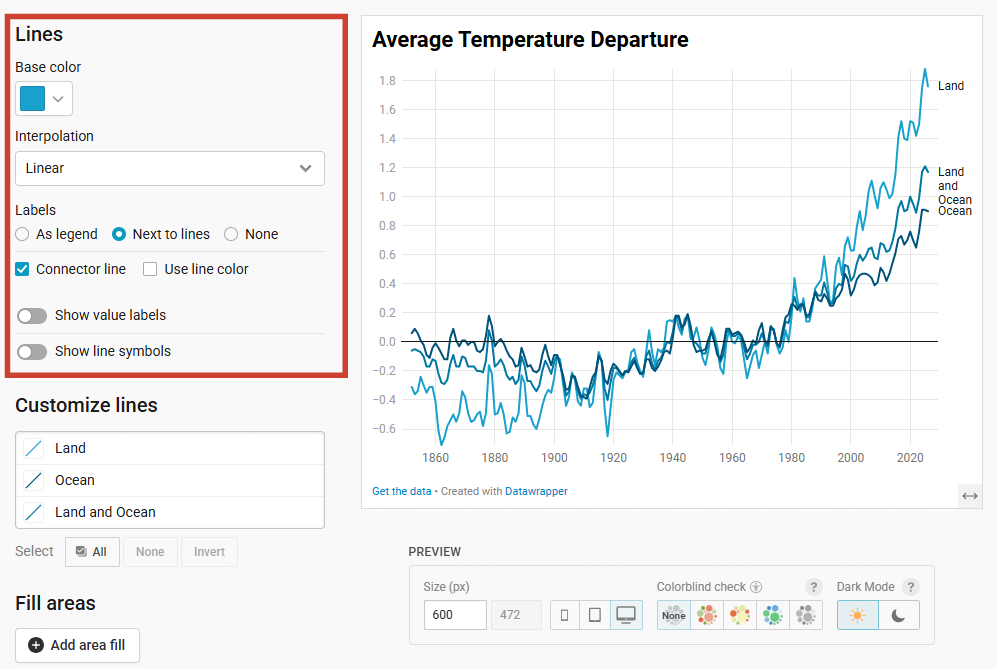 Lines
Base color
Interpolation
Linear
Labels
As legend Next to lines None
Connector line Use line color
Show value labels
Show line symbols
Customize lines
Land
Ocean
Land and Ocean
Select All None Invert
Fill areas
Add area fill
Average Temperature Departure
1.8
1.6
1.4
1.2
1.0
0.8
0.6
0.4
0.2
0.0
−0.2
−0.4
−0.6
Land
Land
and
Ocean
Ocean
1860 1880 1900 1920 1940 1960 1980 2000 2020
Get the data • Created with Datawrapper
PREVIEW
Size (px) Colorblind check ? Dark Mode ?
600 472 None